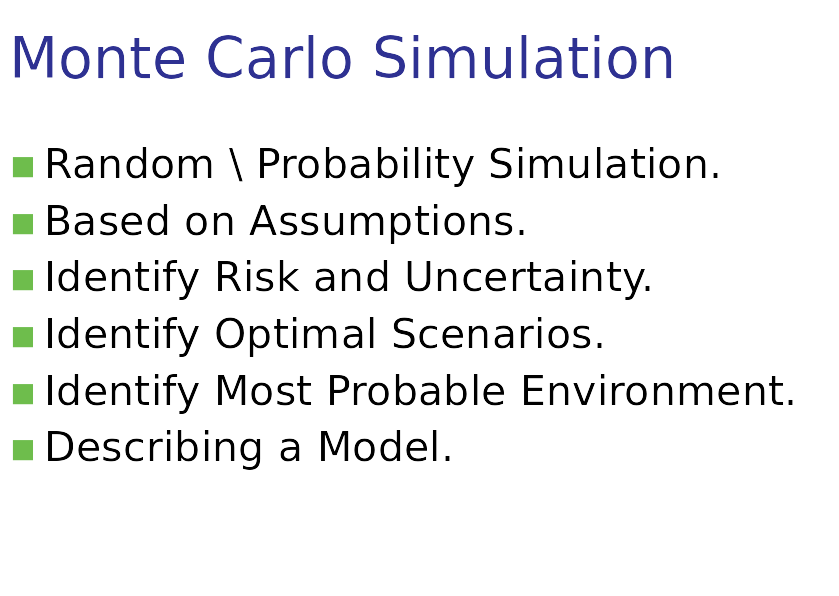 Monte Carlo Simulation
Random \ Probability Simulation.
Based on Assumptions.
Identify Risk and Uncertainty.
Identify Optimal Scenarios.
Identify Most Probable Environment.
Describing a Model.